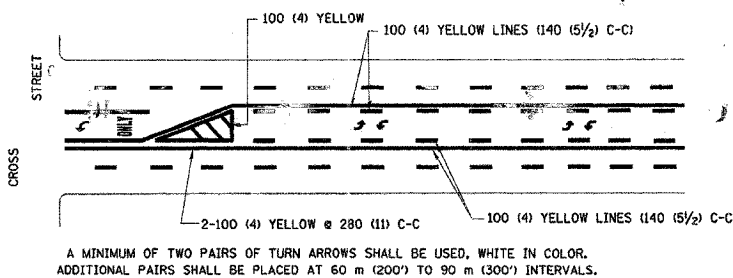 100 (4) YELLOW
100 (4) YELLOW LINES (140 (5½) C-C)
STREET
CROSS
ONLY
2-100 (4) YELLOW @ 280 (11) C-C
100 (4) YELLOW LINES (140 (5½) C-C
A MINIMUM OF TWO PAIRS OF TURN ARROWS SHALL BE USED, WHITE IN COLOR.
ADDITIONAL PAIRS SHALL BE PLACED AT 60 m (200') TO 90 m (300') INTERVALS.